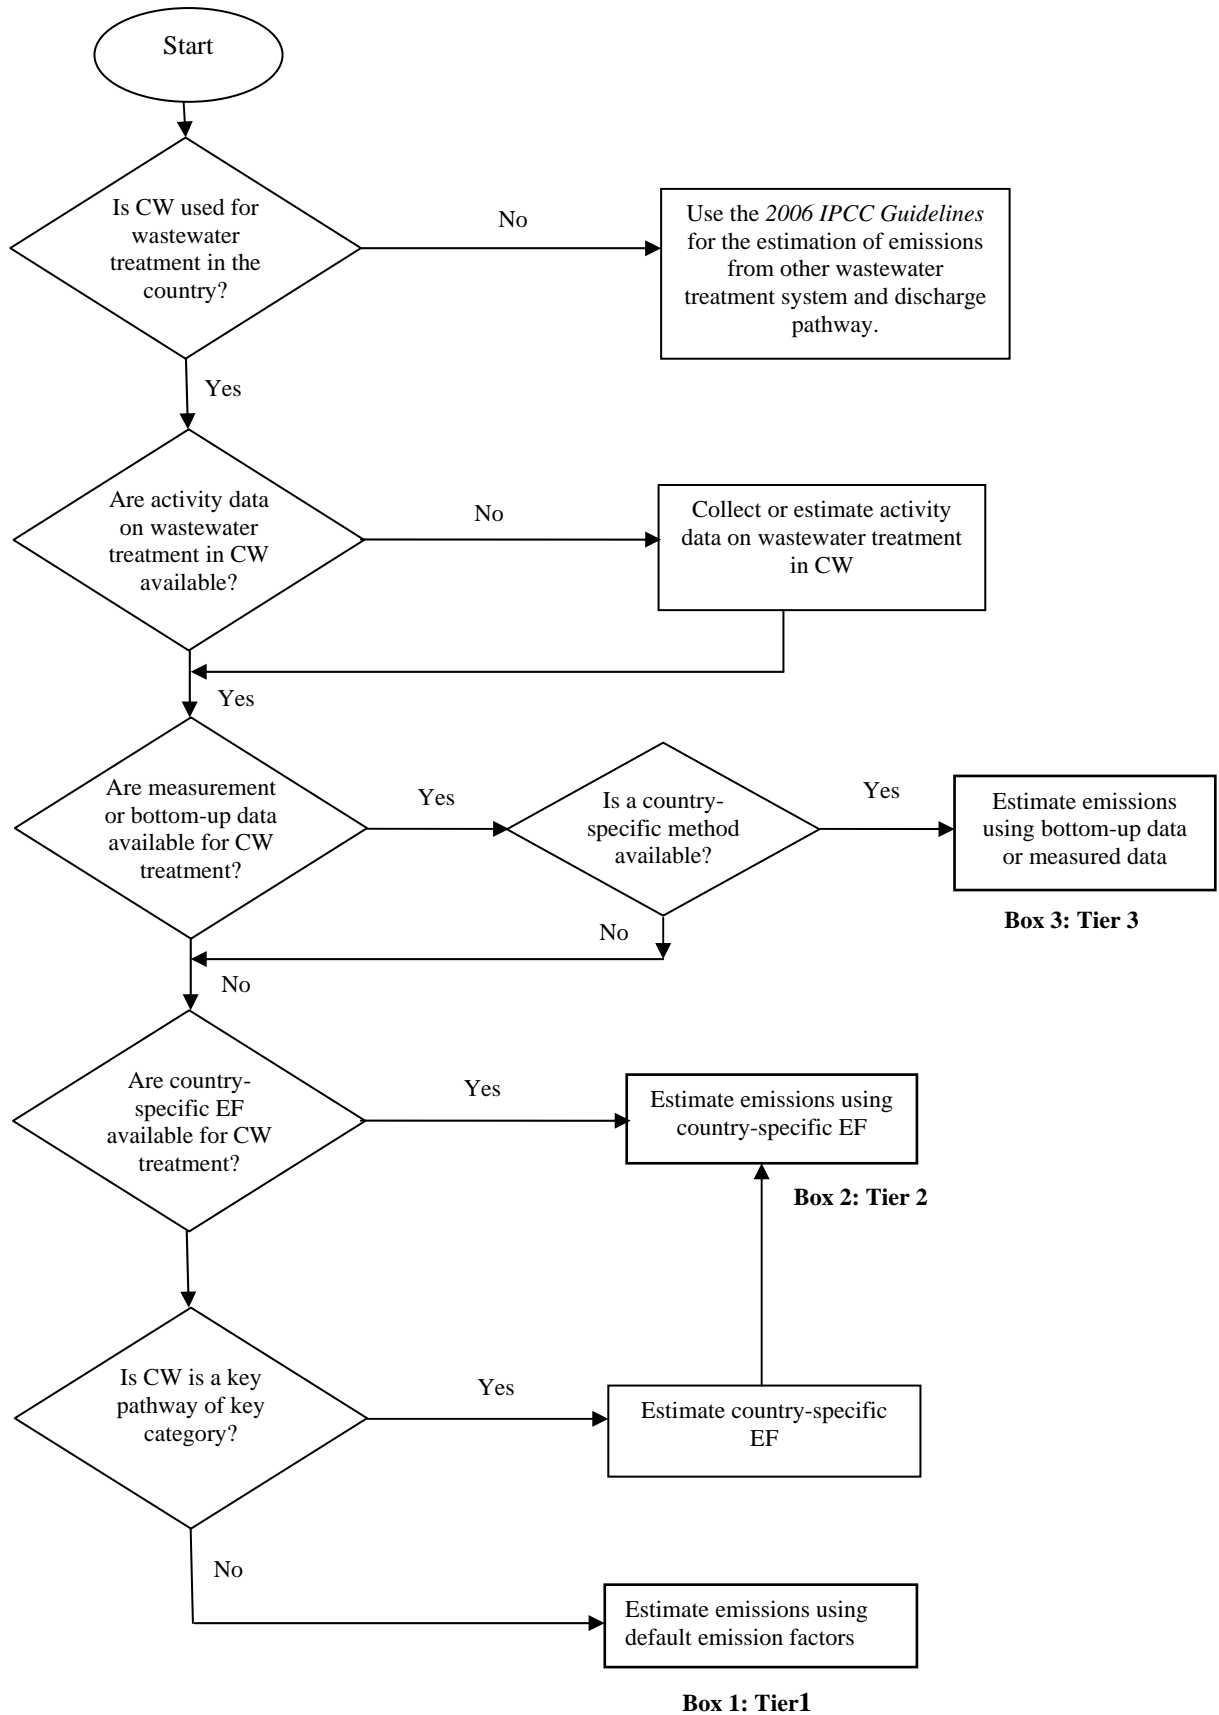 Start
Is CW used for
wastewater
treatment in the
country?
No
Use the 2006 IPCC Guidelines
for the estimation of emissions
from other wastewater
treatment system and discharge
pathway.
Yes
Are activity data
on wastewater
treatment in CW
available?
No
Collect or estimate activity
data on wastewater treatment
in CW
Yes
Are measurement
or bottom-up data
available for CW
treatment?
Yes
Is a country-
specific method
available?
Yes
Estimate emissions
using bottom-up data
or measured data
Box 3: Tier 3
No
No
Are country-
specific EF
available for CW
treatment?
Yes
Estimate emissions using
country-specific EF
Box 2: Tier 2
Is CW is a key
pathway of key
category?
Yes
Estimate country-specific
EF
No
Estimate emissions using
default emission factors
Box 1: Tier1